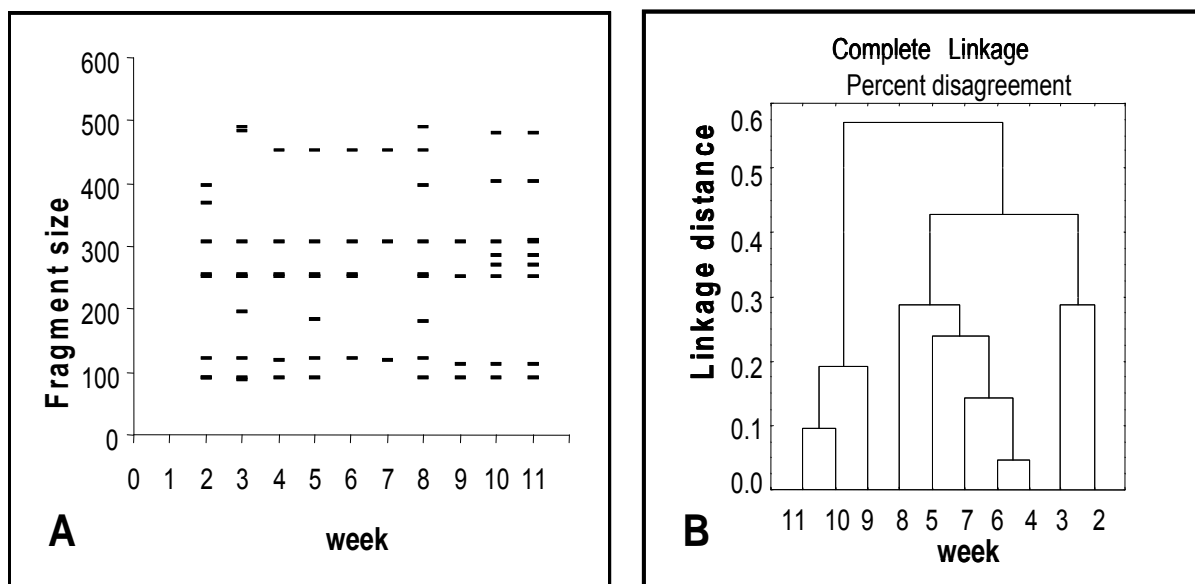 600
500
400
300
200
100
0
Fragment size
0 1 2 3 4 5 6 7 8 9 10 11
week
A
Complete Linkage
Percent disagreement
0.6
0.5
0.4
0.3
0.2
0.1
0.0
Linkage distance
11 10 9 8 5 7 6 4 3 2
week
B